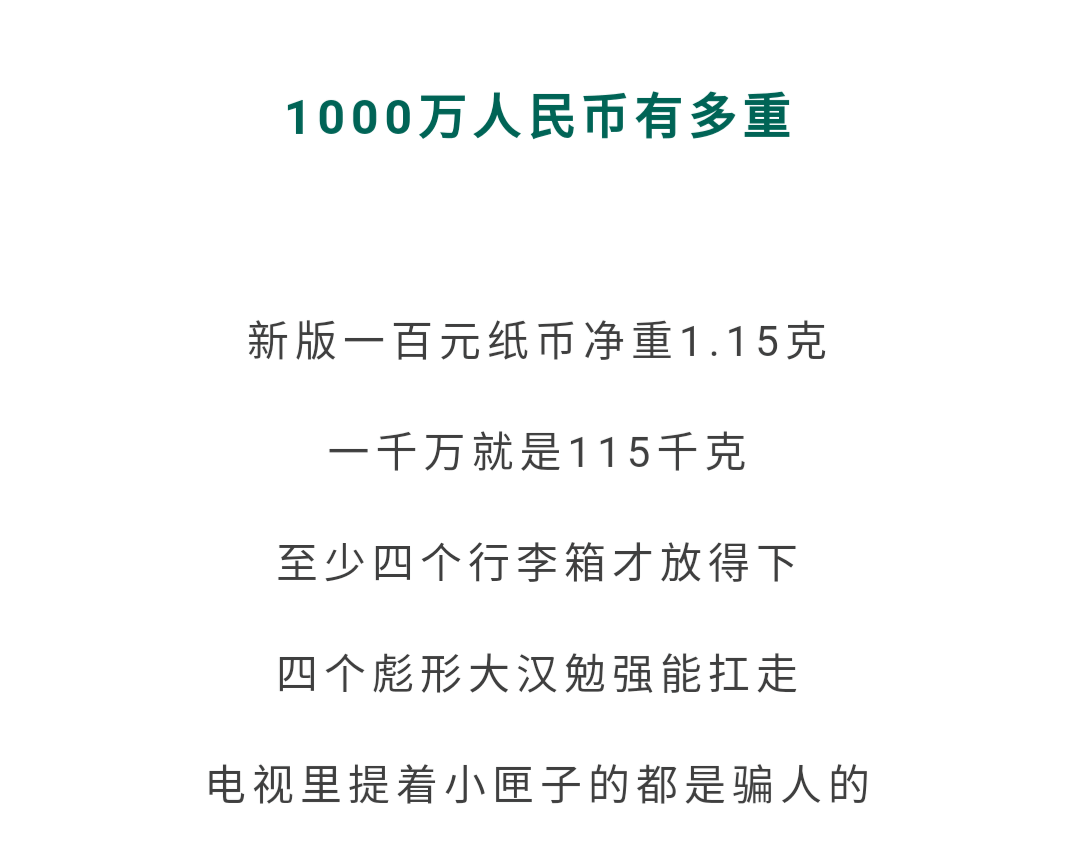 1000万人民币有多重
新版一百元纸币净重1.15克
一千万就是115千克
至少四个行李箱才放得下
四个彪形大汉勉强能扛走
电视里提着小匣子的都是骗人的